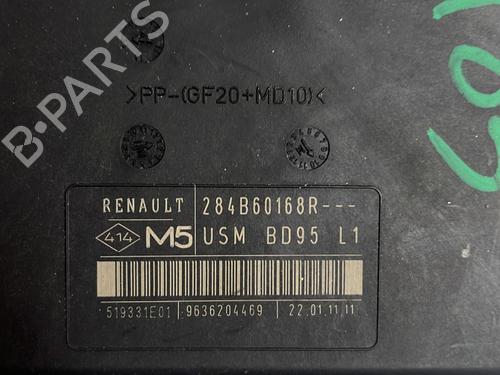 >PP-(GF20+MD10)<
RENAULT 284B60168R---
414 M5 USM BD95 L1
519331E01 9636204469 22.01.11 11
B-PARTS